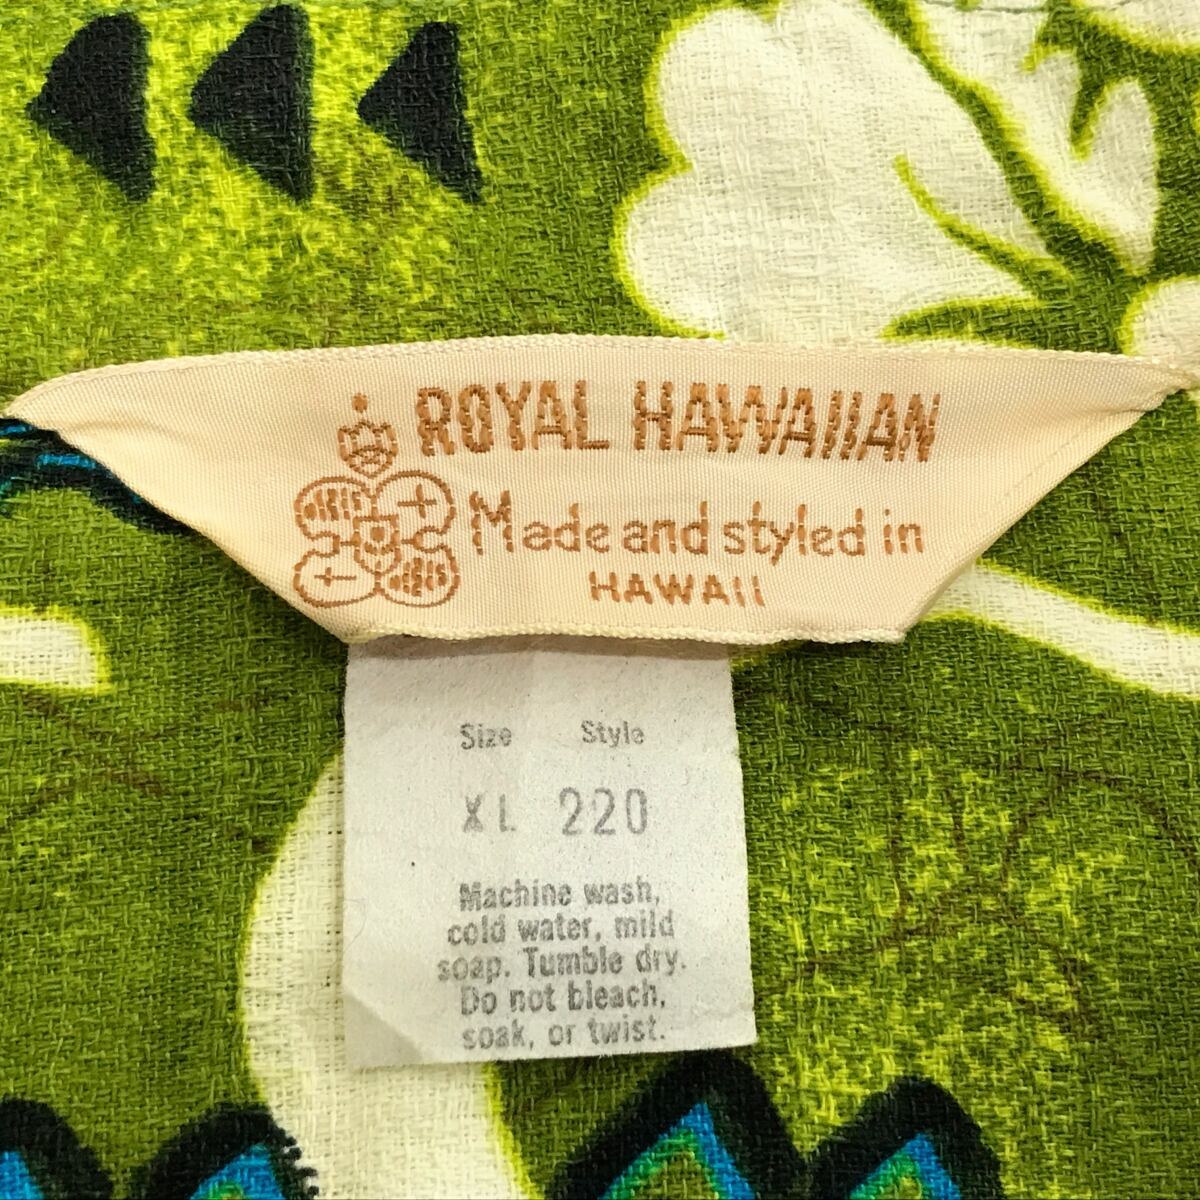 ROYAL HAWAIIAN
Made and styled in
HAWAII
Size Style
XL 220
Machine wash,
cold water, mild
soap. Tumble dry.
Do not bleach,
soak, or twist.